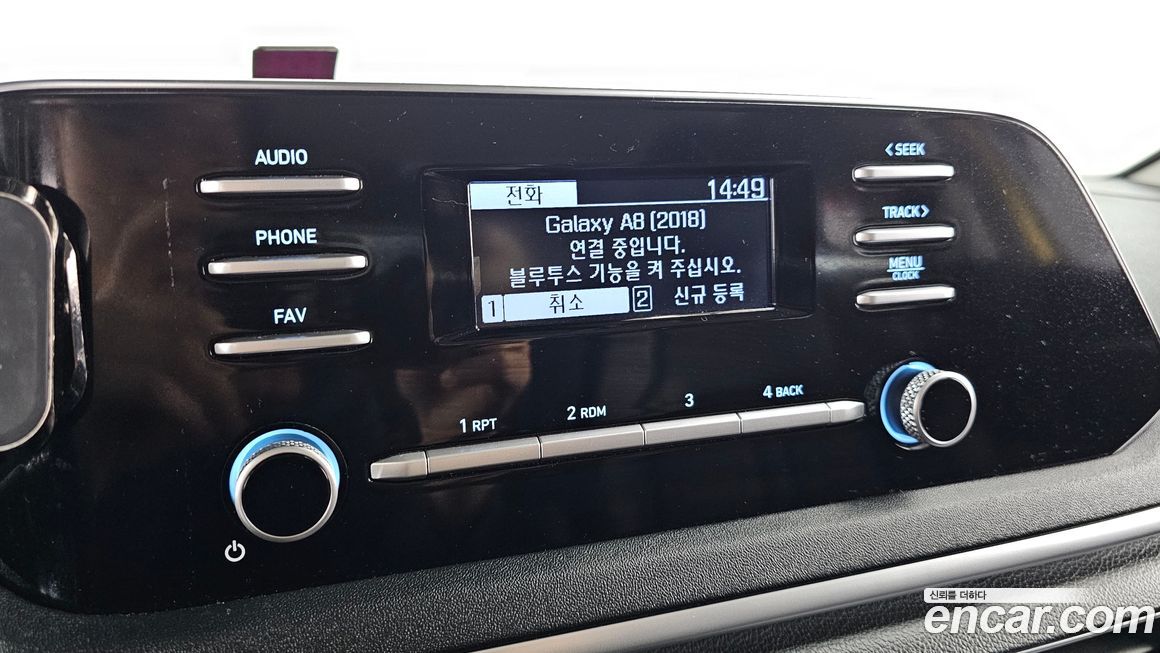 AUDIO
PHONE
FAV
전화 14:49
Galaxy A8 (2018)
연결 중입니다.
블루투스 기능을 켜 주십시오.
1 취소 2 신규 등록
< SEEK
TRACK >
MENU
CLOCK
1 RPT 2 RDM 3 4 BACK
신뢰를 더하다
encar.com